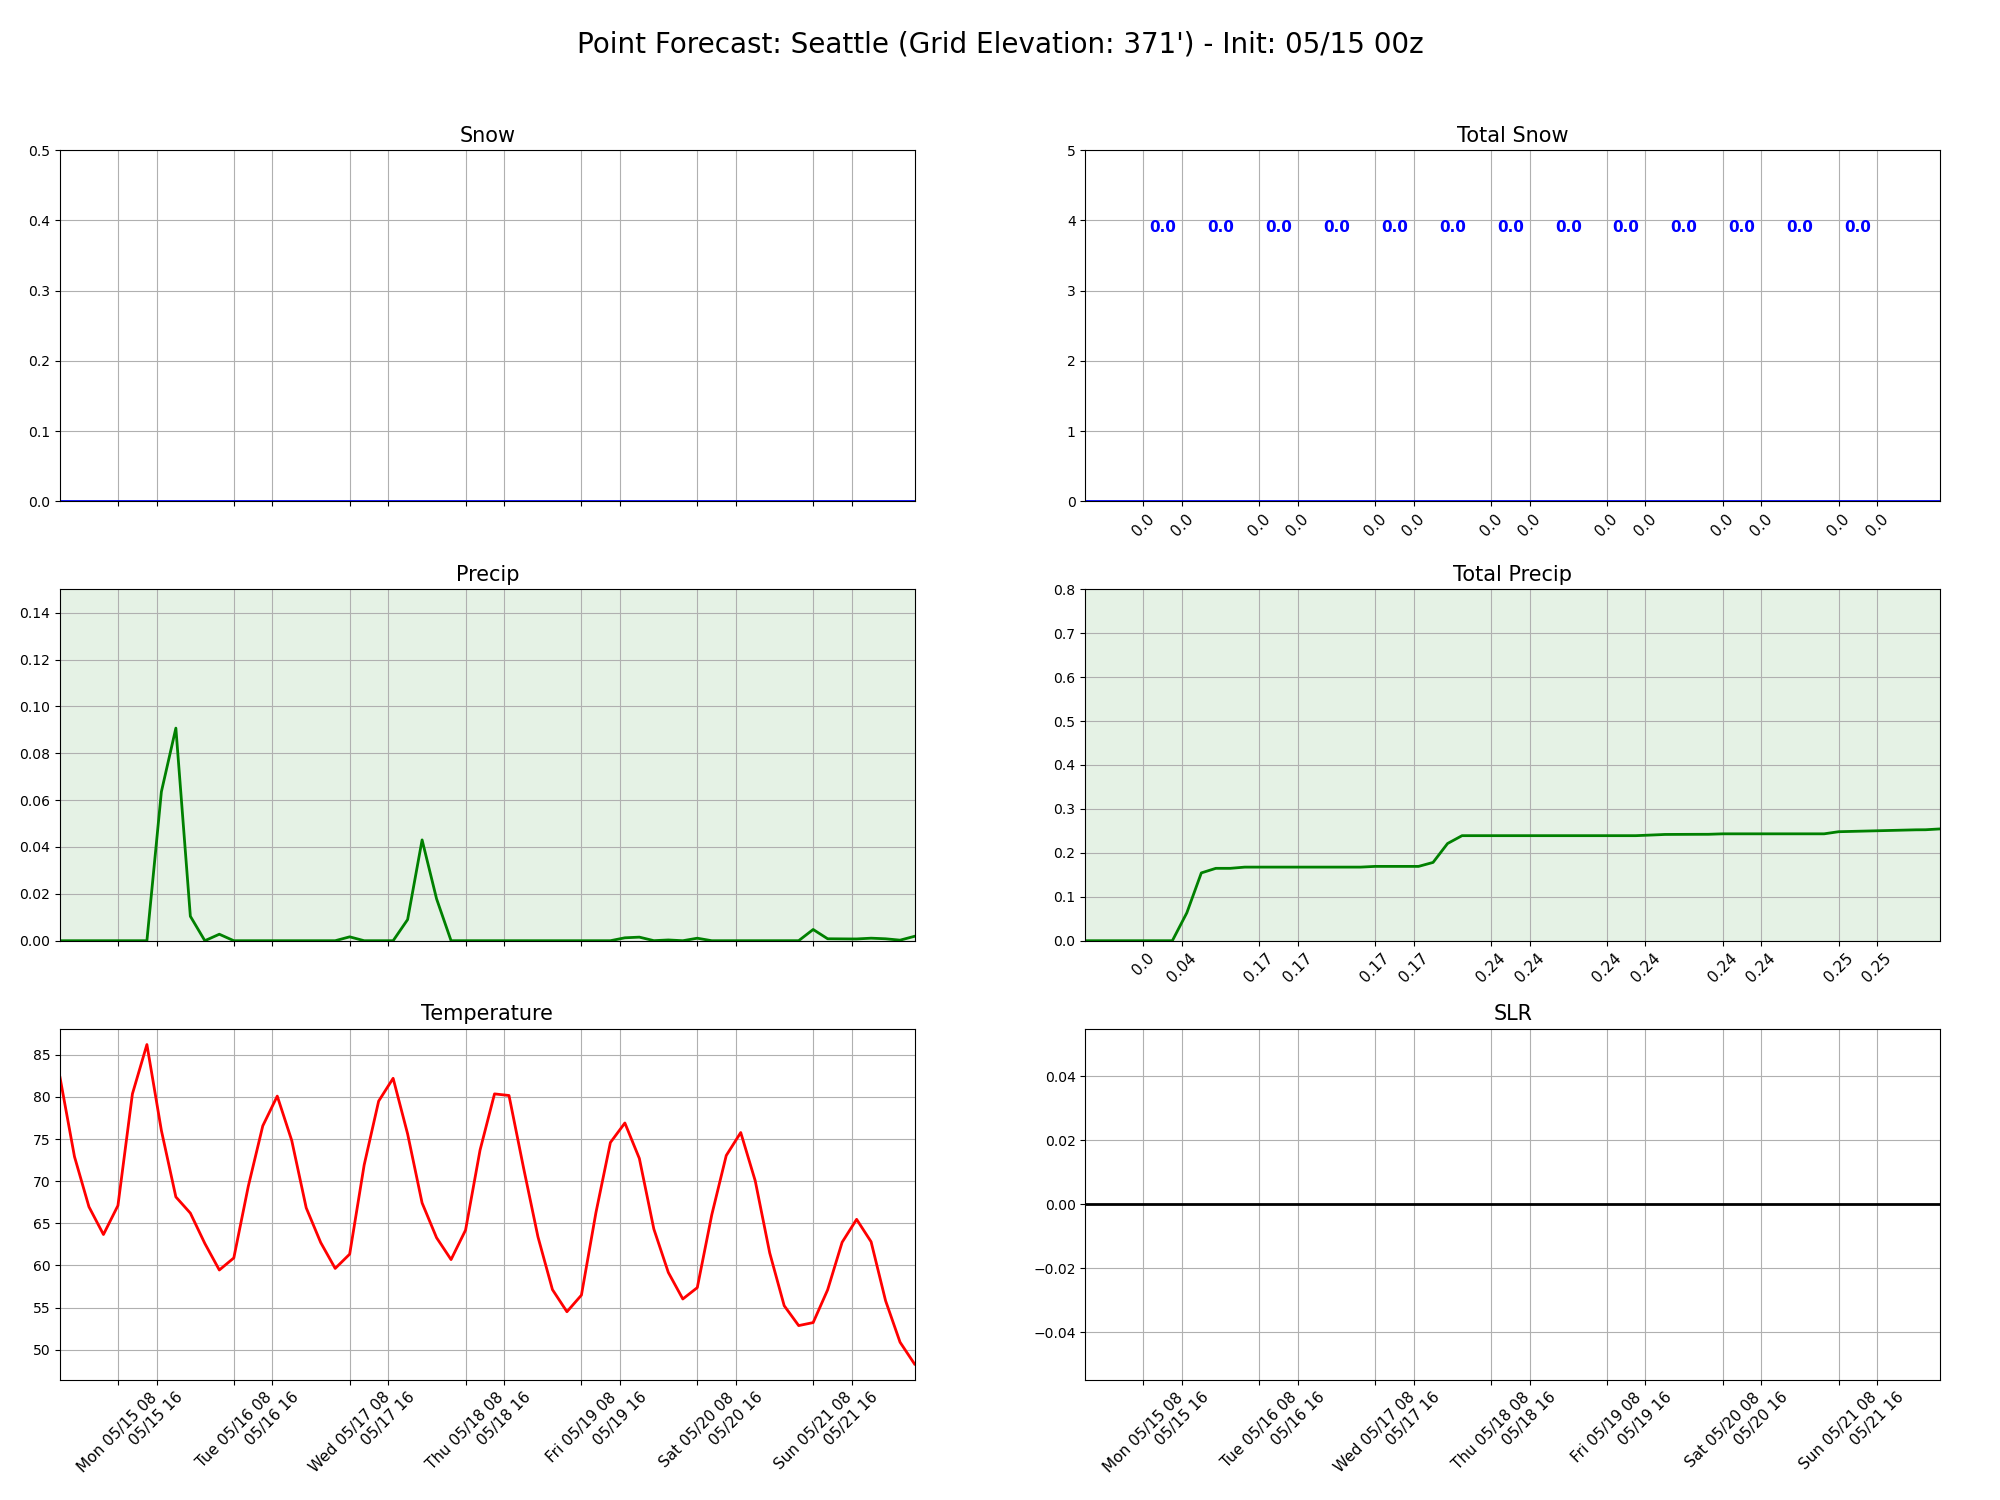 Point Forecast: Seattle (Grid Elevation: 371') - Init: 05/15 00z
Snow
0.5
0.4
0.3
0.2
0.1
0.0
Total Snow
5
4
3
2
1
0
0.0 0.0 0.0 0.0 0.0 0.0 0.0 0.0 0.0 0.0 0.0 0.0 0.0
0.0 0.0 0.0 0.0 0.0 0.0 0.0 0.0 0.0 0.0 0.0 0.0 0.0 0.0
Precip
0.14
0.12
0.10
0.08
0.06
0.04
0.02
0.00
Total Precip
0.8
0.7
0.6
0.5
0.4
0.3
0.2
0.1
0.0
0.0 0.04 0.17 0.17 0.17 0.17 0.24 0.24 0.24 0.24 0.24 0.24 0.25 0.25
Temperature
85
80
75
70
65
60
55
50
Mon 05/15 08
05/15 16
Tue 05/16 08
05/16 16
Wed 05/17 08
05/17 16
Thu 05/18 08
05/18 16
Fri 05/19 08
05/19 16
Sat 05/20 08
05/20 16
Sun 05/21 08
05/21 16
SLR
0.04
0.02
0.00
−0.02
−0.04
Mon 05/15 08
05/15 16
Tue 05/16 08
05/16 16
Wed 05/17 08
05/17 16
Thu 05/18 08
05/18 16
Fri 05/19 08
05/19 16
Sat 05/20 08
05/20 16
Sun 05/21 08
05/21 16